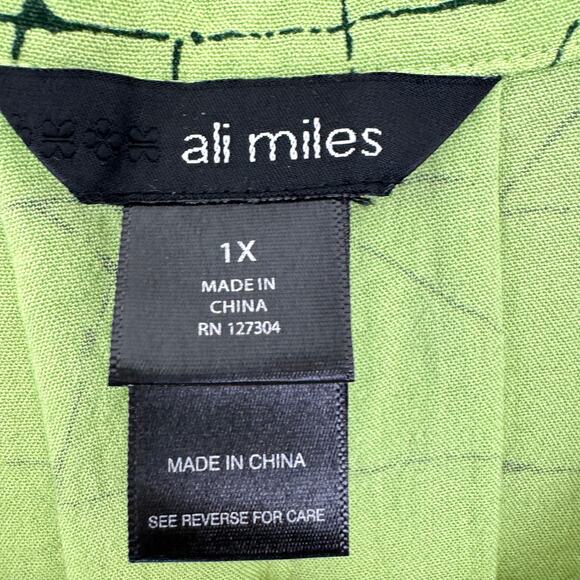 ali miles
1X
MADE IN
CHINA
RN 127304
MADE IN CHINA
SEE REVERSE FOR CARE